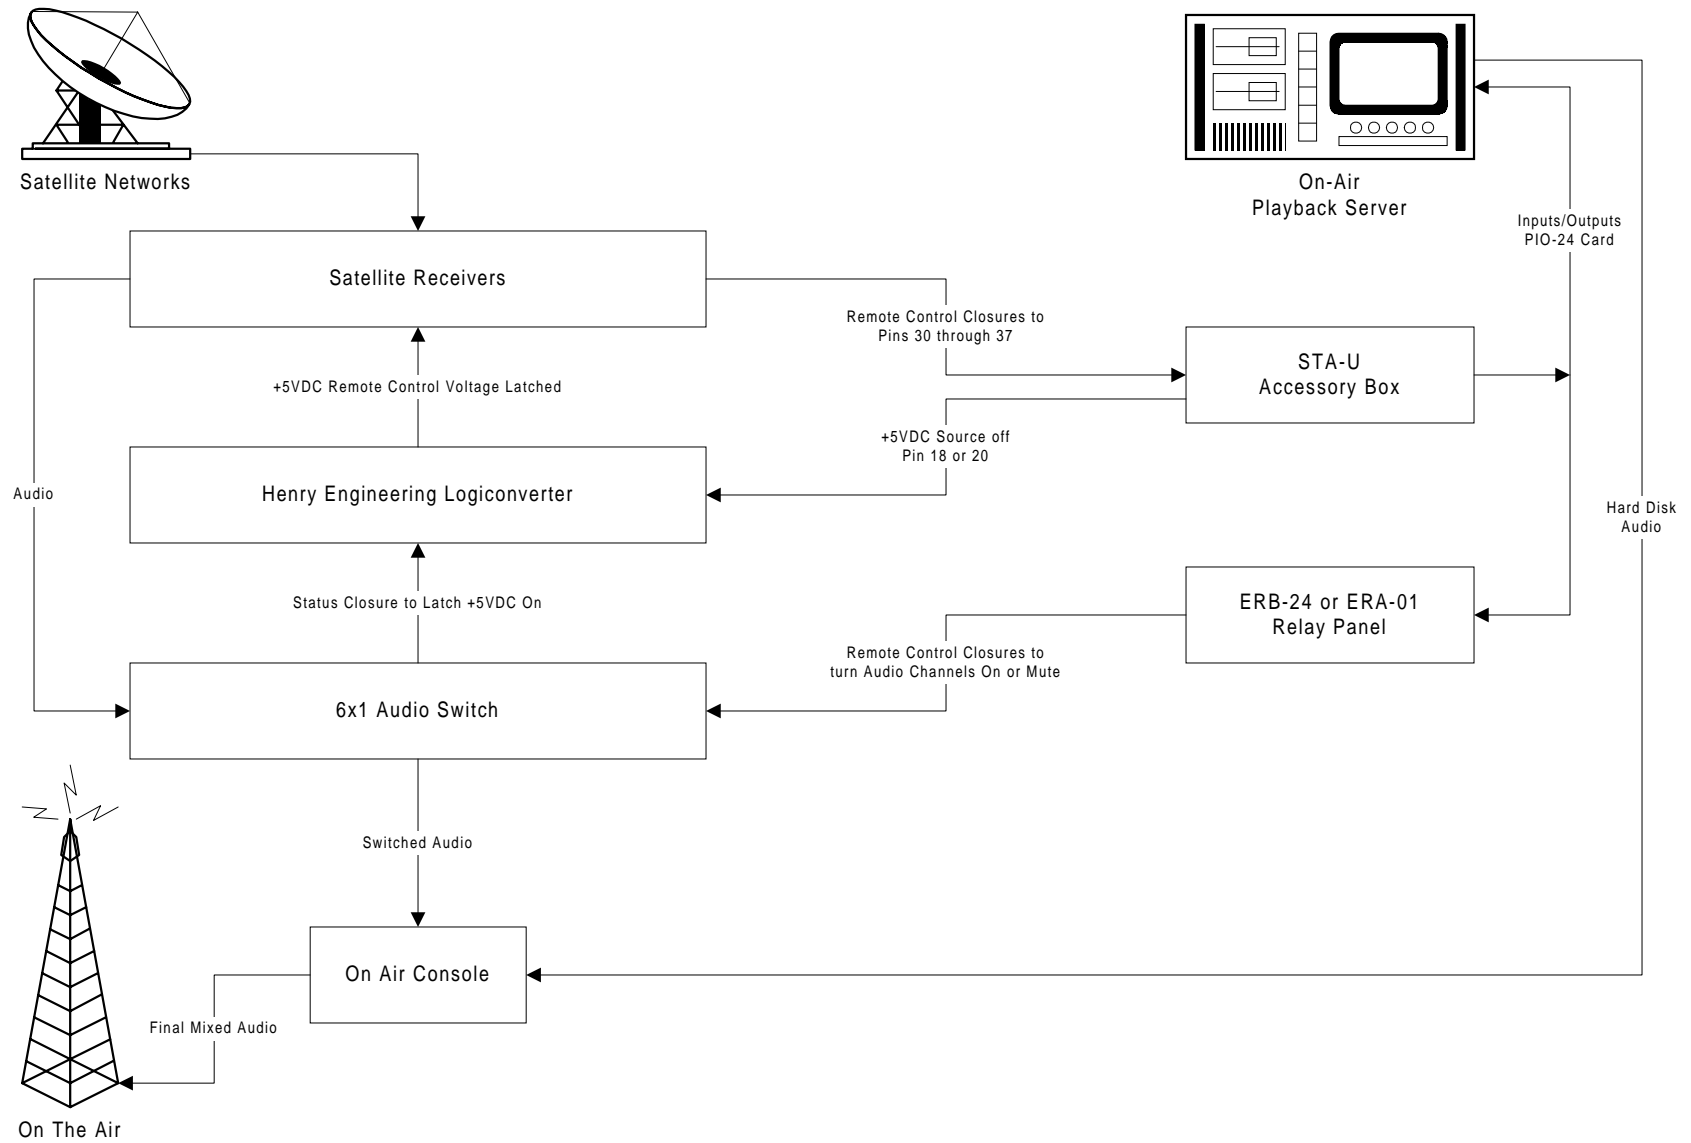 Satellite Networks
On-Air
Playback Server
Inputs/Outputs
PIO-24 Card
Satellite Receivers
Remote Control Closures to
Pins 30 through 37
STA-U
Accessory Box
+5VDC Remote Control Voltage Latched
+5VDC Source off
Pin 18 or 20
Audio
Henry Engineering Logiconverter
Hard Disk
Audio
Status Closure to Latch +5VDC On
ERB-24 or ERA-01
Relay Panel
Remote Control Closures to
turn Audio Channels On or Mute
6x1 Audio Switch
Switched Audio
On Air Console
Final Mixed Audio
On The Air